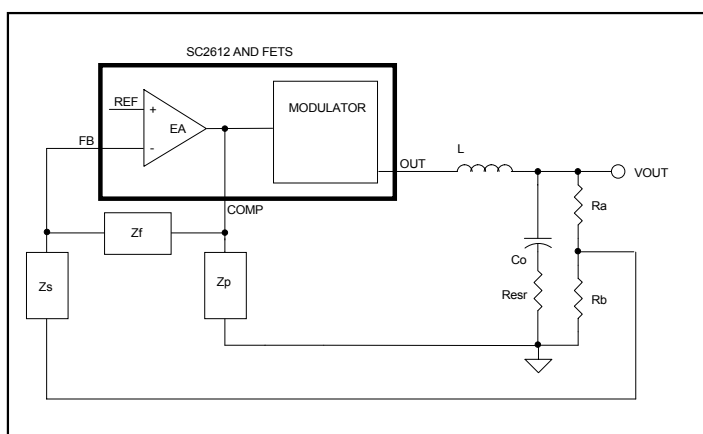 SC2612 AND FETS
REF
+
EA
-
FB
MODULATOR
OUT
L
VOUT
COMP
Zf
Zs
Zp
Co
Resr
Ra
Rb